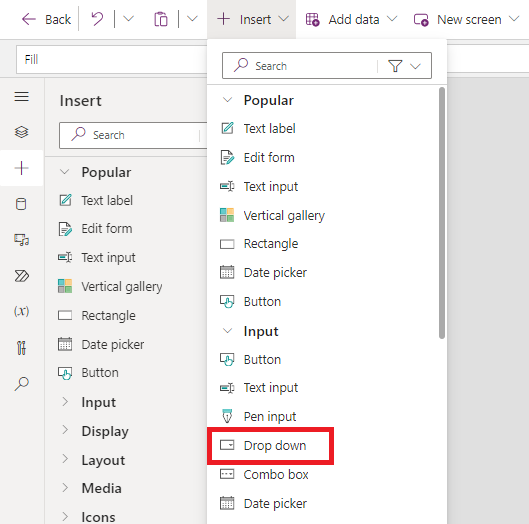 Back
Insert
Add data
New screen
Fill
Insert
Search
Popular
Text label
Edit form
Text input
Vertical gallery
Rectangle
Date picker
Button
Input
Display
Layout
Media
Icons
(x)
Search
Popular
Text label
Edit form
Text input
Vertical gallery
Rectangle
Date picker
Button
Input
Button
Text input
Pen input
Drop down
Combo box
Date picker